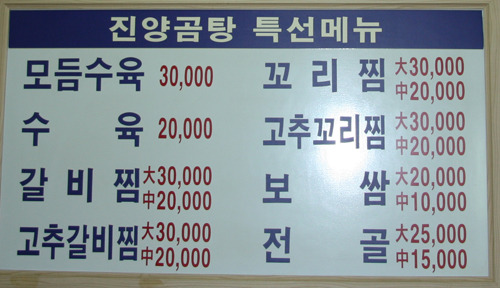 진양곰탕 특선메뉴
모듬수육 30,000
수 육 20,000
갈 비 찜 大30,000
中20,000
고추갈비찜 大30,000
中20,000
꼬 리 찜 大30,000
中20,000
고추꼬리찜 大30,000
中20,000
보 쌈 大20,000
中10,000
전 골 大25,000
中15,000